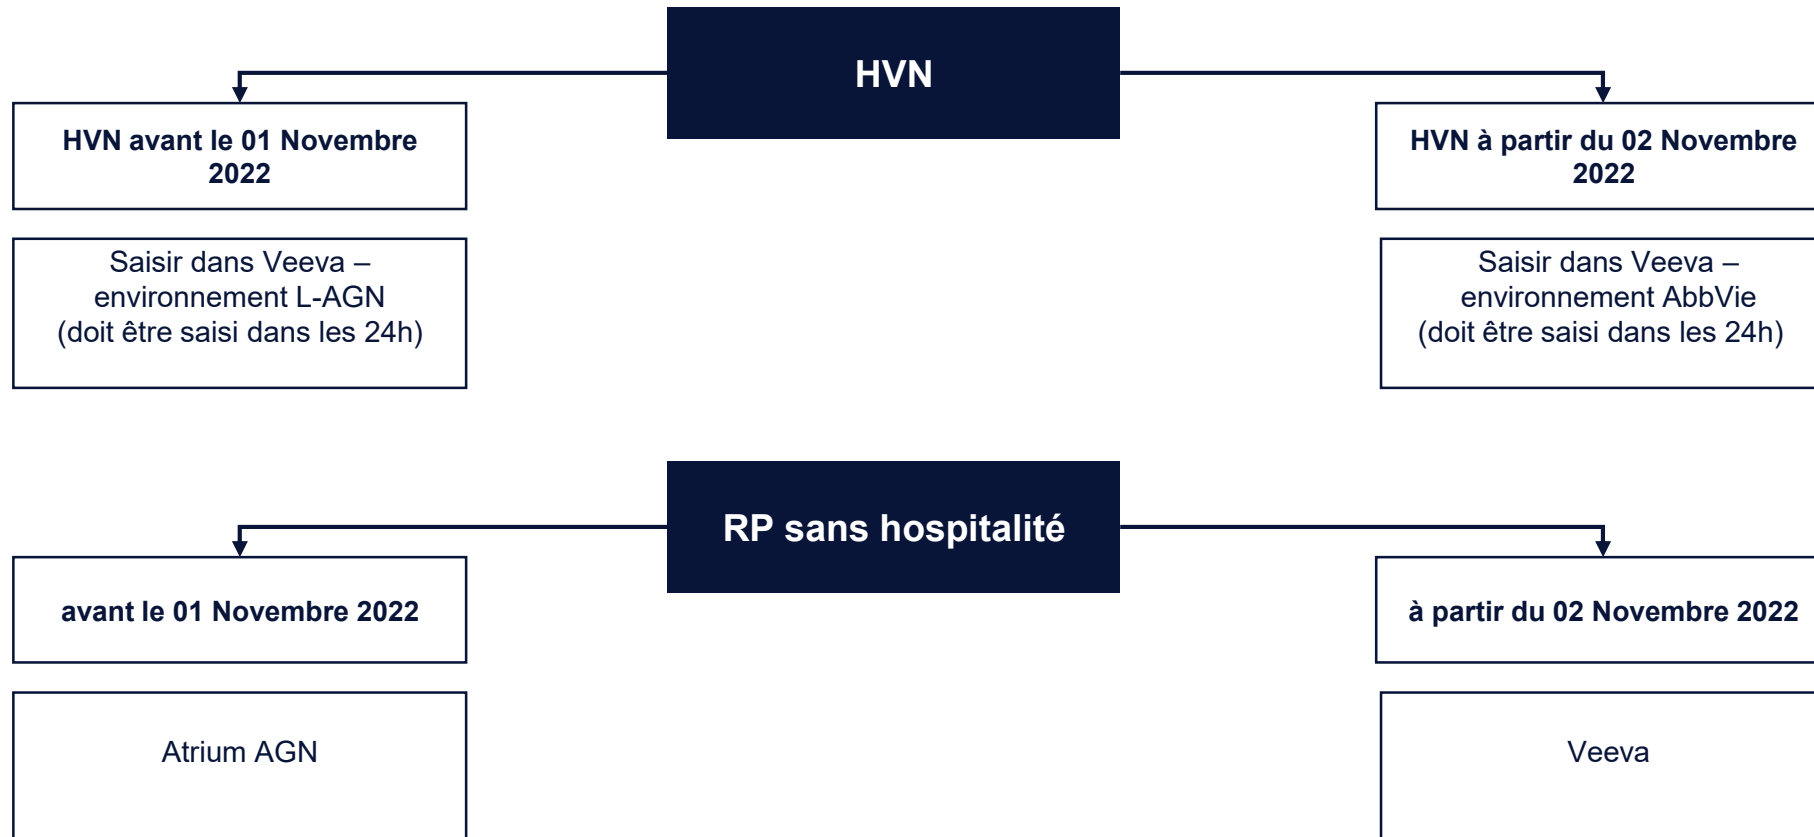 HVN
HVN avant le 01 Novembre
2022
HVN à partir du 02 Novembre
2022
Saisir dans Veeva –
environnement L-AGN
(doit être saisi dans les 24h)
Saisir dans Veeva –
environnement AbbVie
(doit être saisi dans les 24h)
RP sans hospitalité
avant le 01 Novembre 2022
à partir du 02 Novembre 2022
Atrium AGN
Veeva